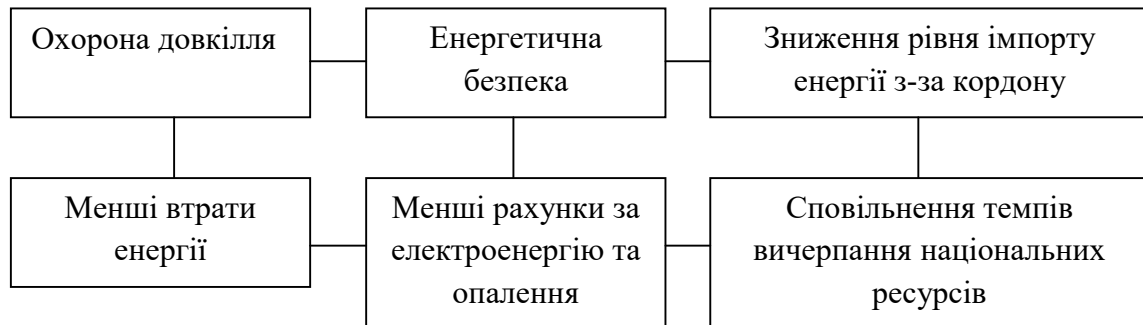 Охорона довкілля
Енергетична
безпека
Зниження рівня імпорту
енергії з-за кордону
Менші втрати
енергії
Менші рахунки за
електроенергію та
опалення
Сповільнення темпів
вичерпання національних
ресурсів